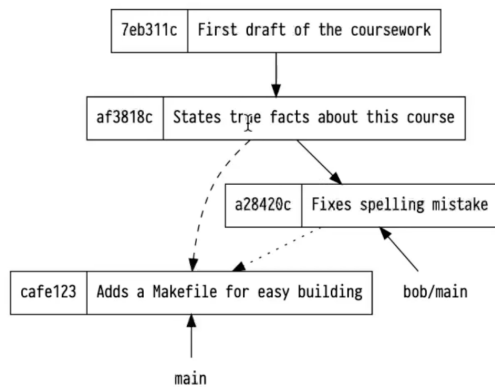 7eb311c First draft of the coursework
af3818c States true facts about this course
a28420c Fixes spelling mistake
cafe123 Adds a Makefile for easy building
bob/main
main